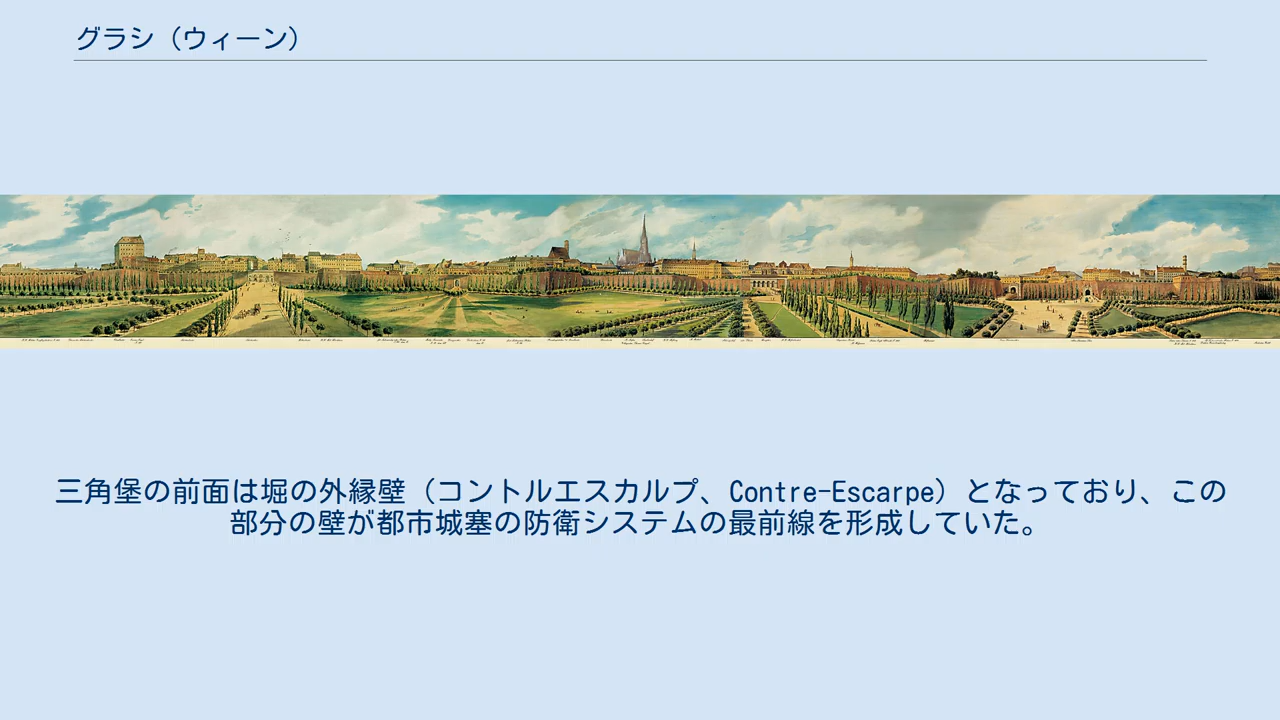 グラシ（ウィーン）
三角堡の前面は堀の外縁壁（コントルエスカルプ、Contre-Escarpe）となっており、この
部分の壁が都市城塞の防衛システムの最前線を形成していた。